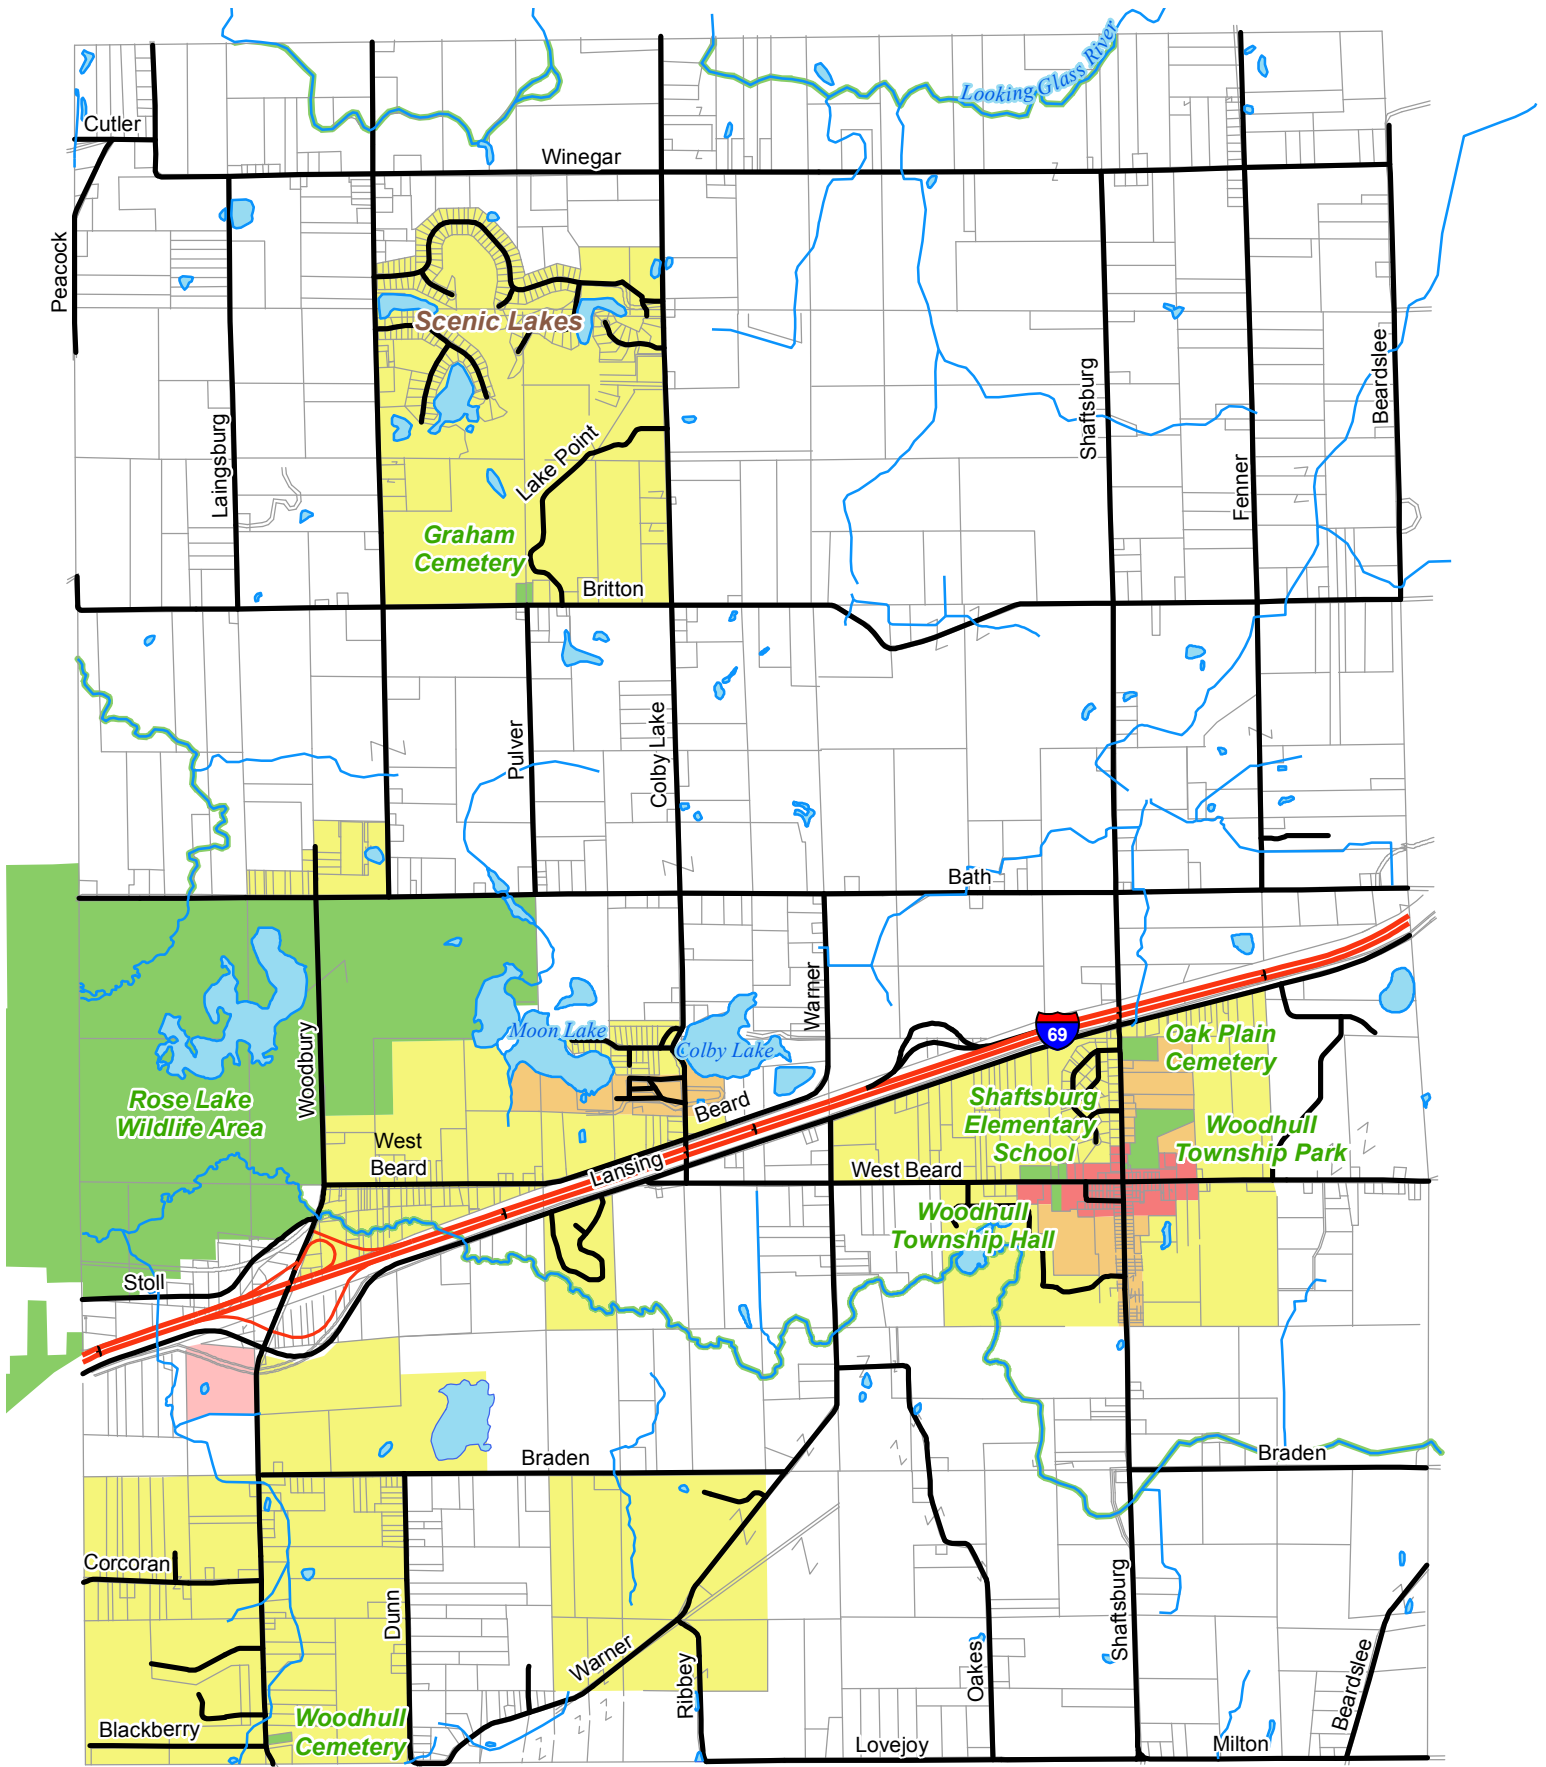 Looking Glass River
Cutler
Winegar
Peacock
Scenic Lakes
Beardslee
Shaftsburg
Laingsburg
Fenner
Lake Point
Graham
Cemetery
Britton
Pulver
Colby Lake
Bath
Warner
Moon Lake
Colby Lake
69
Oak Plain
Cemetery
Woodbury
Rose Lake
Wildlife Area
Beard
Shaftsburg
Elementary
School
Woodhull
Township Park
West
Beard
Lansing
West Beard
Woodhull
Township Hall
Stoll
Braden
Braden
Corcoran
Dunn
Shaftsburg
Warner
Ribbey
Oakes
Beardslee
Woodhull
Cemetery
Blackberry
Lovejoy
Milton